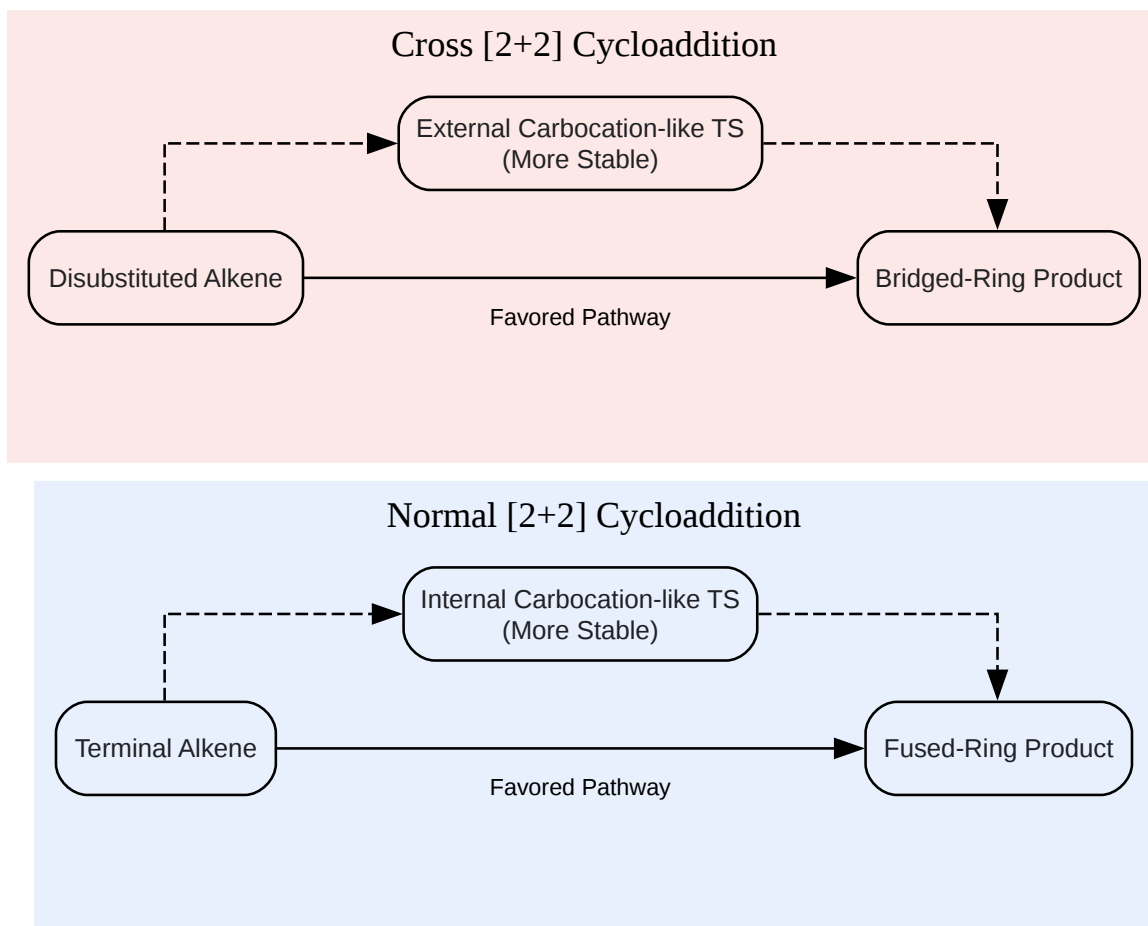 Cross [2+2] Cycloaddition
External Carbocation-like TS
(More Stable)
Disubstituted Alkene
Bridged-Ring Product
Favored Pathway
Normal [2+2] Cycloaddition
Internal Carbocation-like TS
(More Stable)
Terminal Alkene
Fused-Ring Product
Favored Pathway